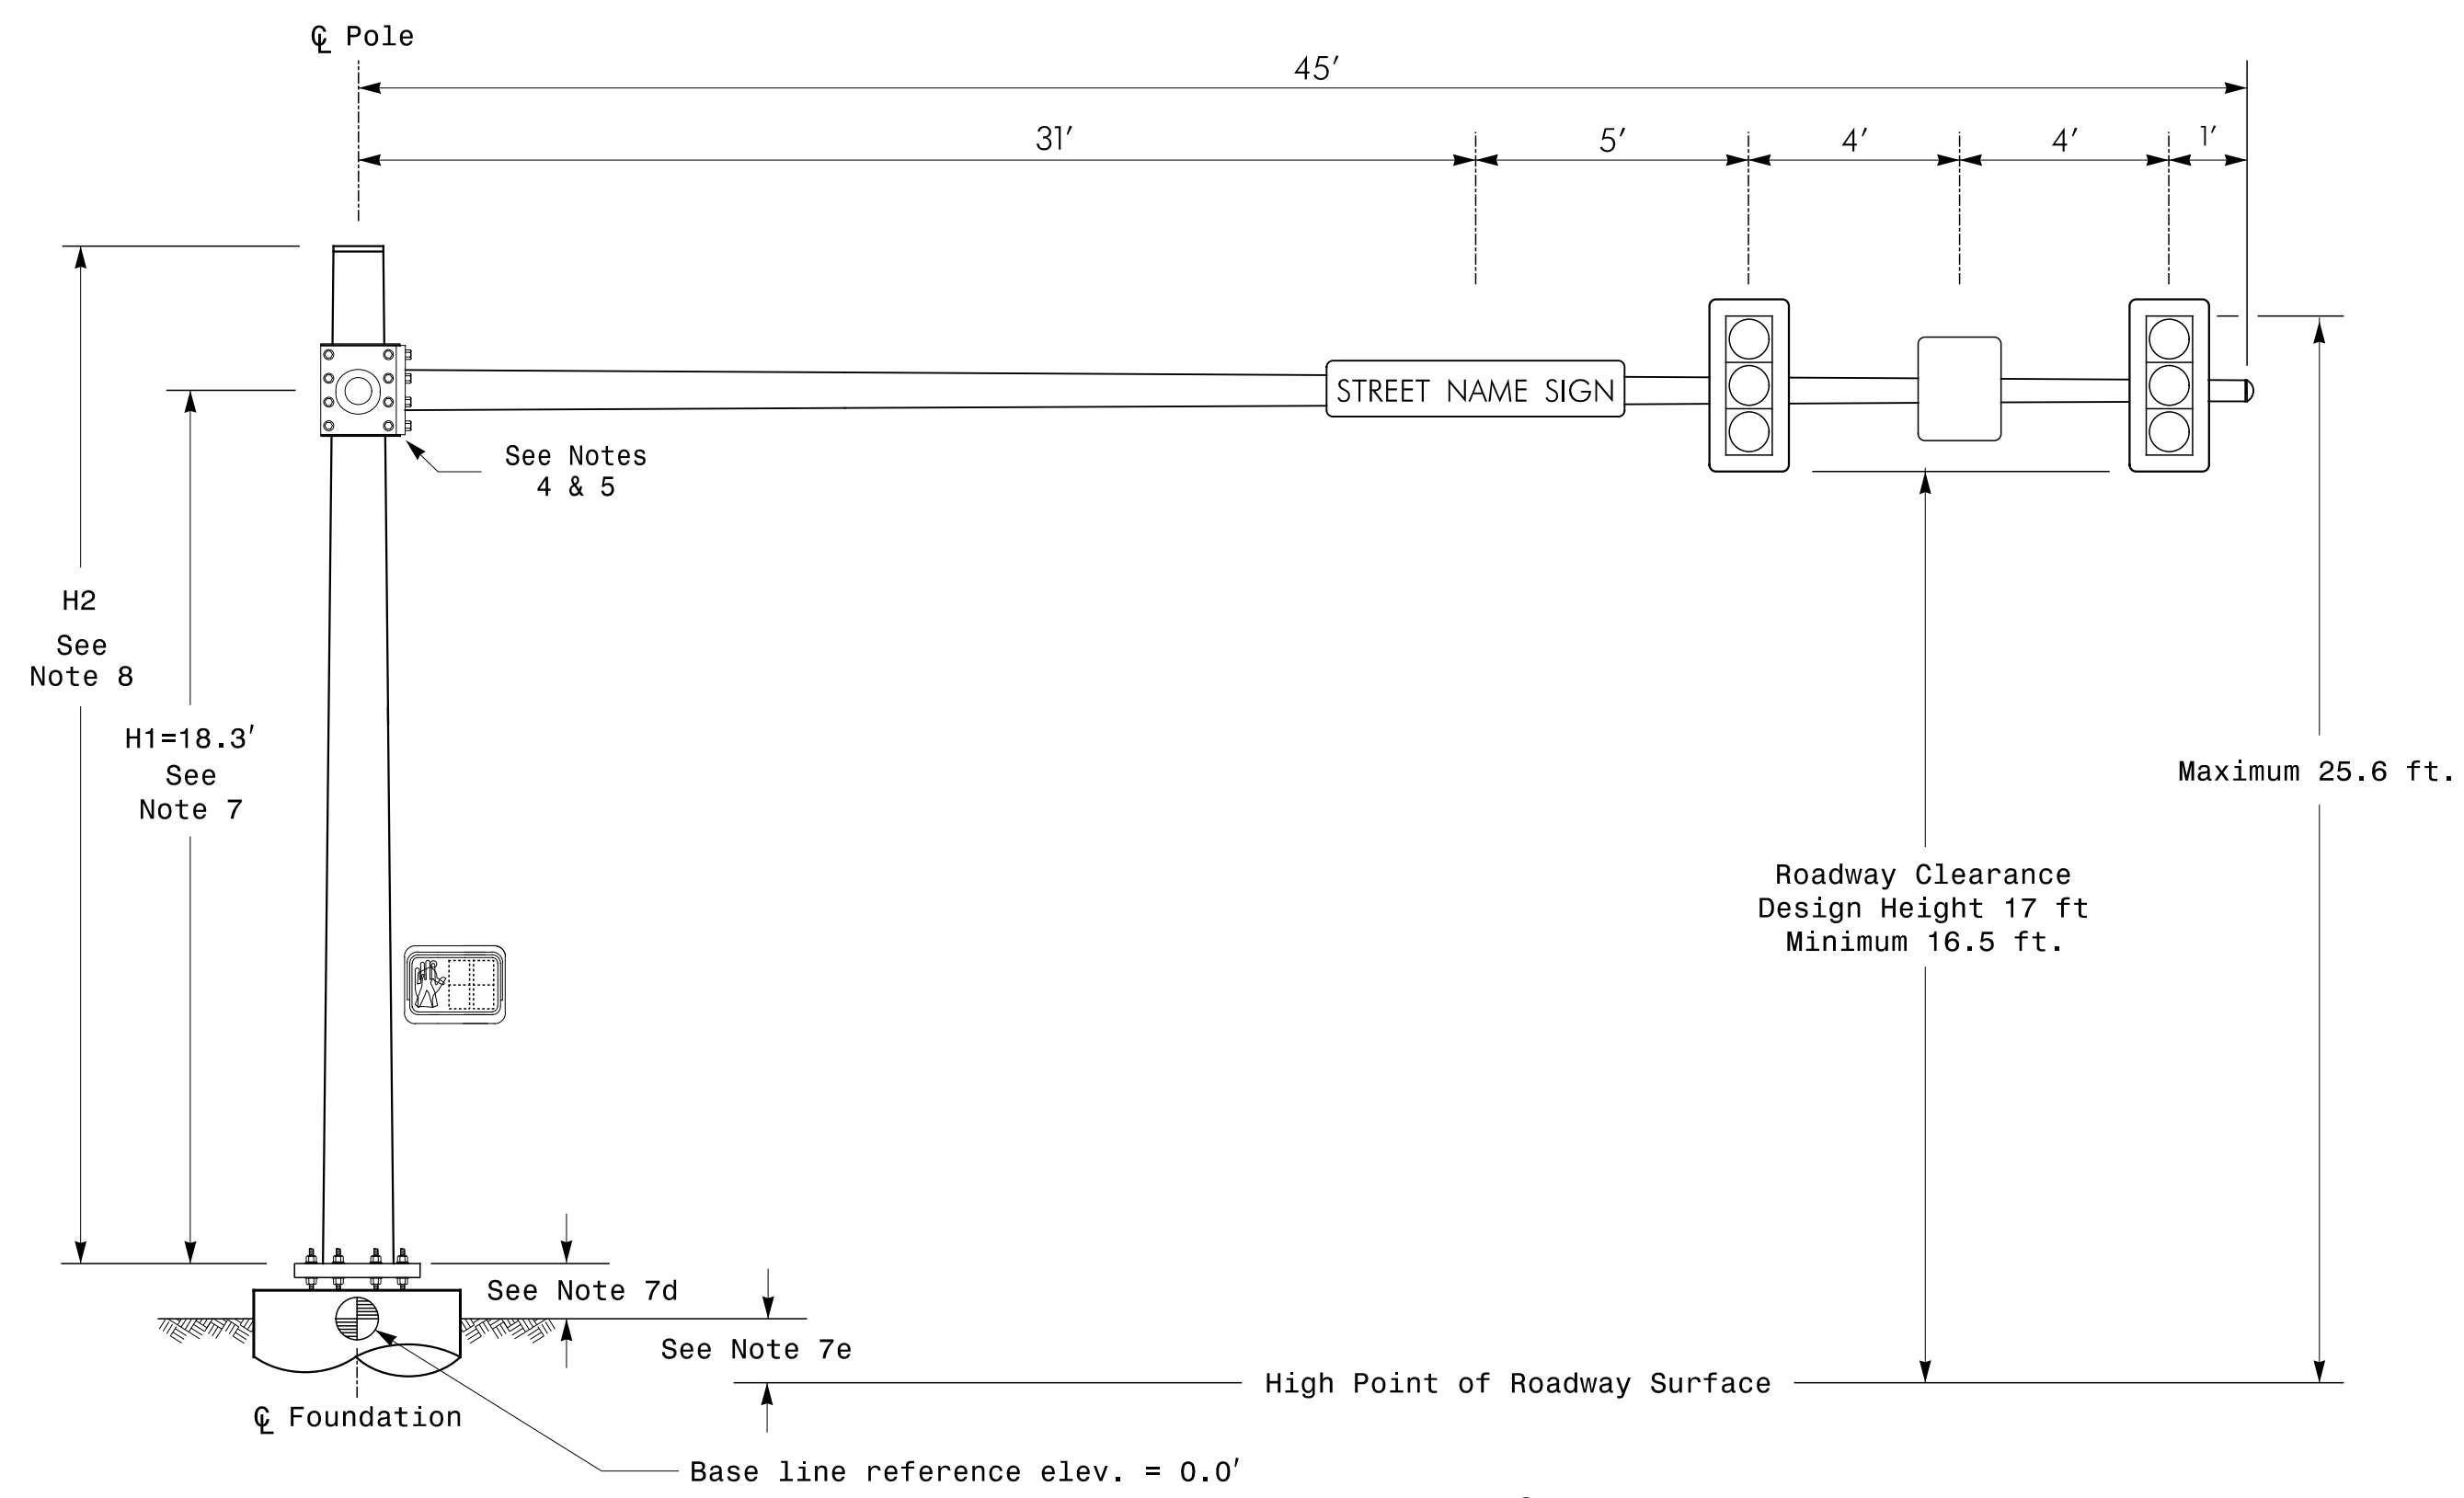 ℄ Pole
45′
31′
5′
4′
4′
1′
STREET NAME SIGN
See Notes
4 & 5
H2
See
Note 8
H1=18.3′
See
Note 7
Maximum 25.6 ft.
Roadway Clearance
Design Height 17 ft
Minimum 16.5 ft.
See Note 7d
See Note 7e
High Point of Roadway Surface
℄ Foundation
Base line reference elev. = 0.0′